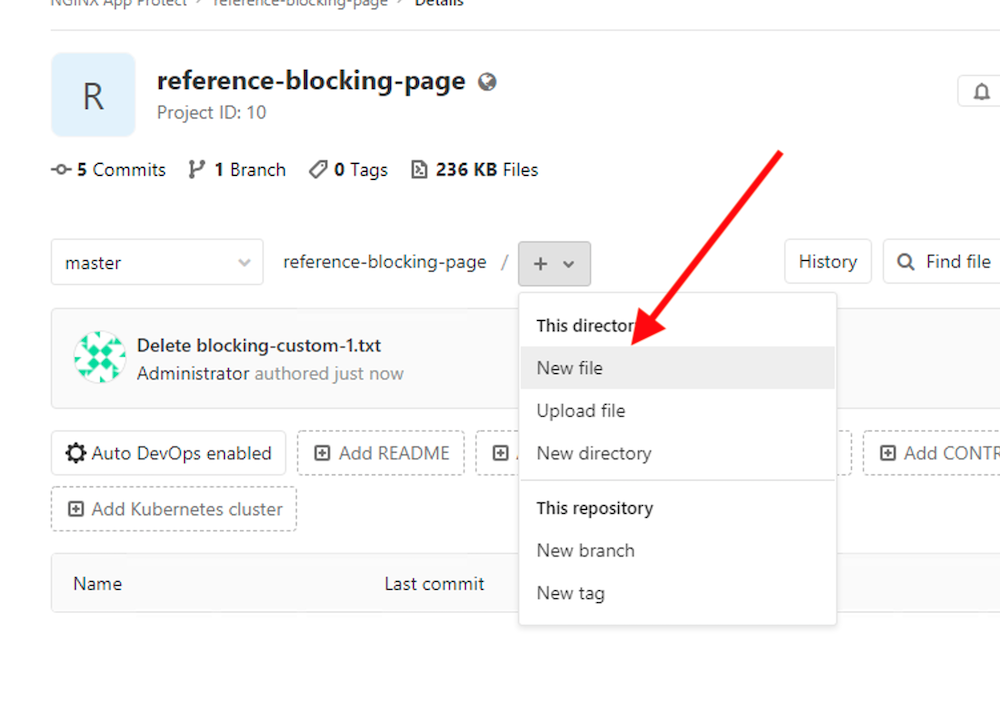 NGINX App Protect > reference-blocking-page > Details
R
reference-blocking-page
Project ID: 10
5 Commits 1 Branch 0 Tags 236 KB Files
master
reference-blocking-page / +
History
Find file
This director
New file
Upload file
New directory
This repository
New branch
New tag
Delete blocking-custom-1.txt
Administrator authored just now
Auto DevOps enabled
Add README
Add CONTR
Add Kubernetes cluster
Name
Last commit